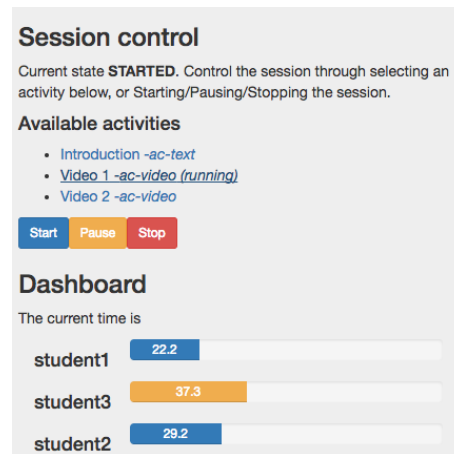 Session control
Current state STARTED. Control the session through selecting an
activity below, or Starting/Pausing/Stopping the session.
Available activities
Introduction -ac-text
Video 1 -ac-video (running)
Video 2 -ac-video
Start Pause Stop
Dashboard
The current time is
student1 22.2
student3 37.3
student2 29.2